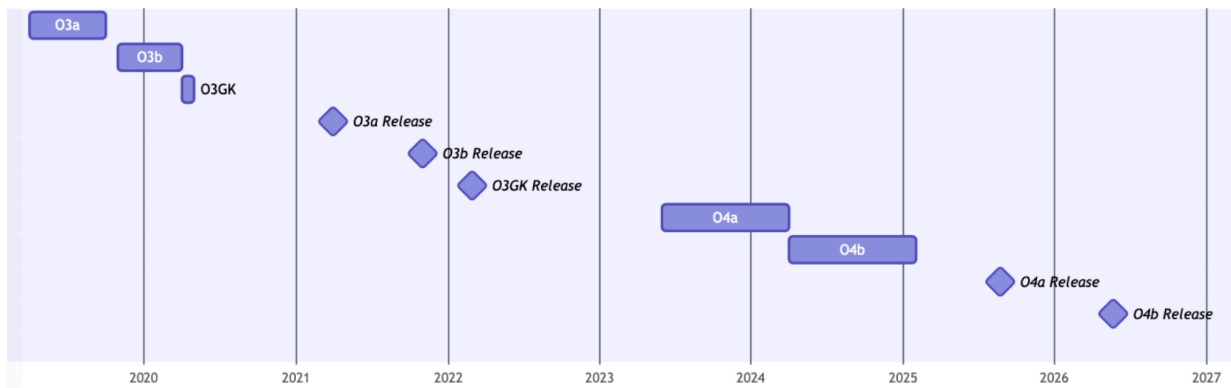 O3a
O3b
O3GK
O3a Release
O3b Release
O3GK Release
O4a
O4b
O4a Release
O4b Release
2020 2021 2022 2023 2024 2025 2026 2027